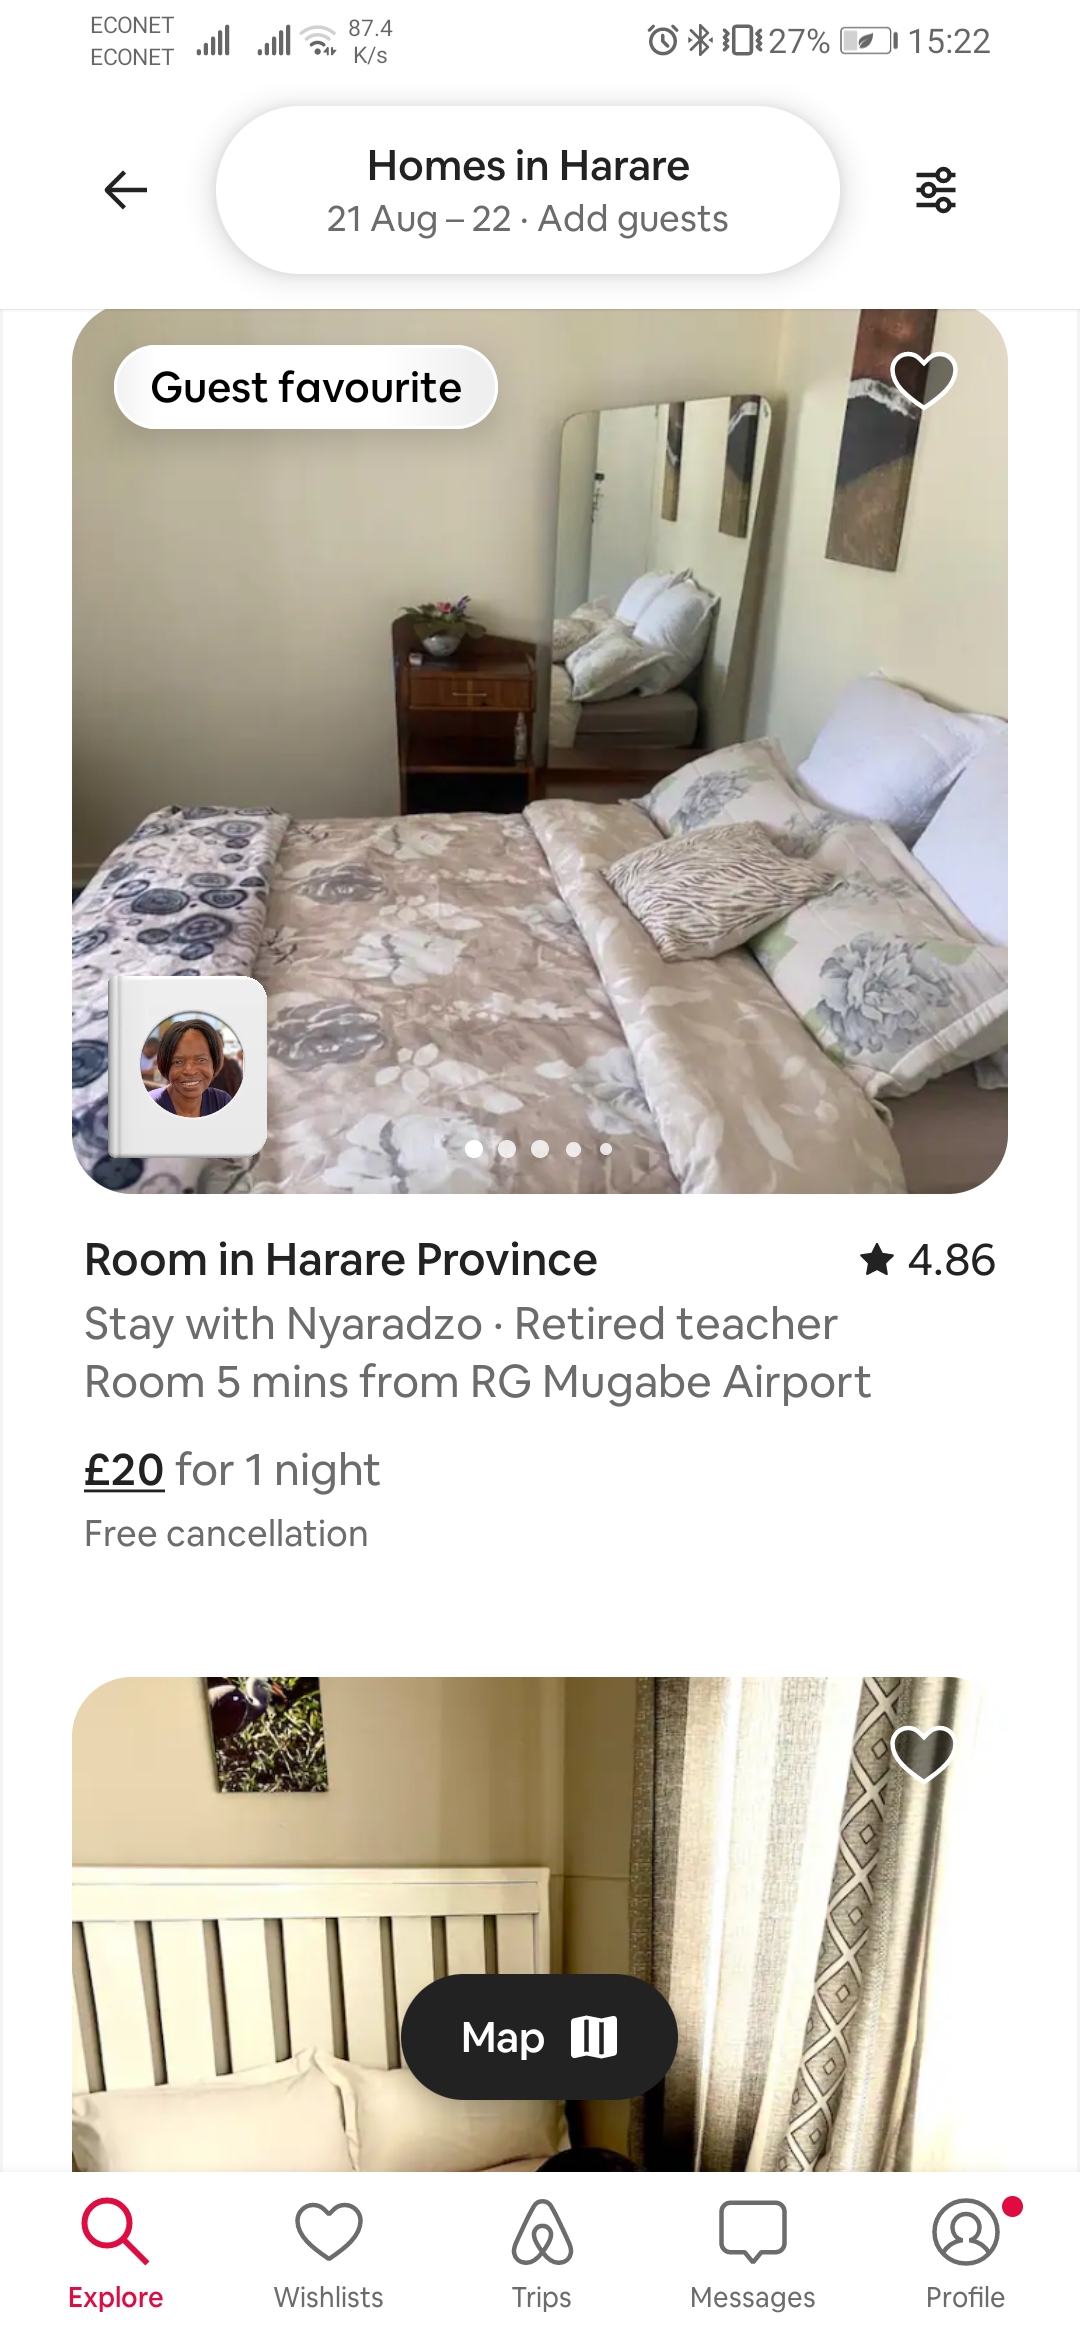 ECONET
ECONET
87.4
K/s
27%
15:22
Homes in Harare
21 Aug – 22 · Add guests
Guest favourite
Room in Harare Province
4.86
Stay with Nyaradzo · Retired teacher
Room 5 mins from RG Mugabe Airport
£20 for 1 night
Free cancellation
Map
Explore
Wishlists
Trips
Messages
Profile